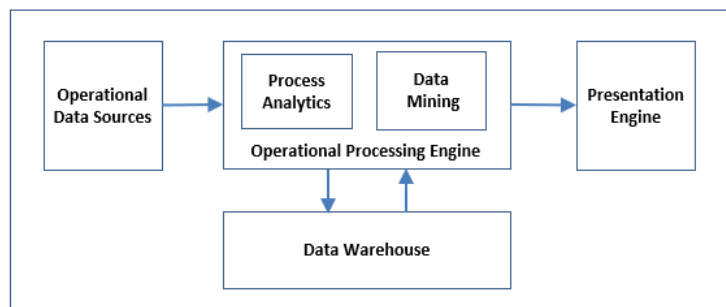 Operational
Data Sources
Process
Analytics
Data
Mining
Operational Processing Engine
Presentation
Engine
Data Warehouse